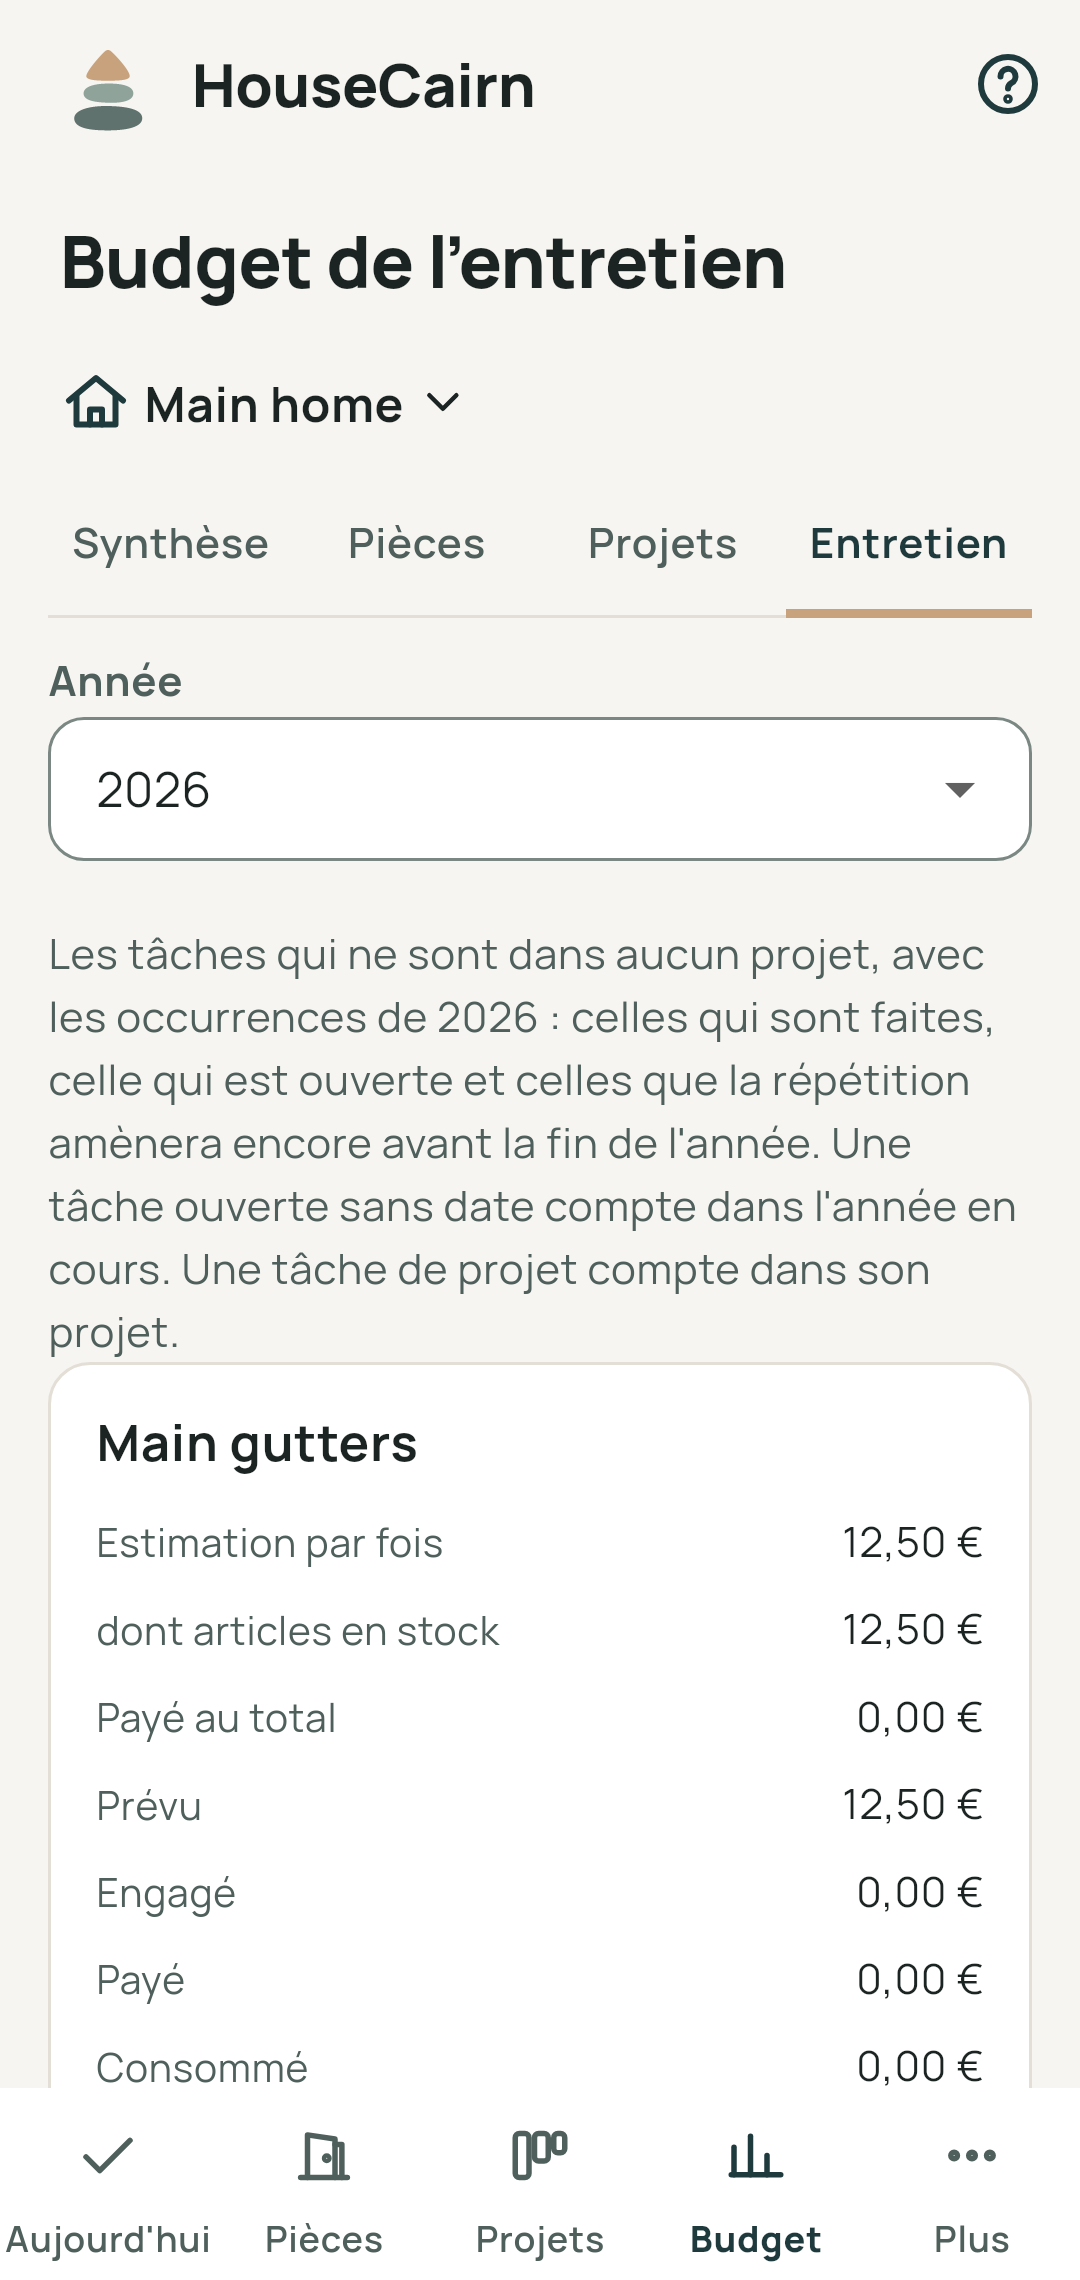 HouseCairn
Budget de l’entretien
Main home
Synthèse Pièces Projets Entretien
Année
2026
Les tâches qui ne sont dans aucun projet, avec
les occurrences de 2026 : celles qui sont faites,
celle qui est ouverte et celles que la répétition
amènera encore avant la fin de l'année. Une
tâche ouverte sans date compte dans l'année en
cours. Une tâche de projet compte dans son
projet.
Main gutters
Estimation par fois 12,50 €
dont articles en stock 12,50 €
Payé au total 0,00 €
Prévu 12,50 €
Engagé 0,00 €
Payé 0,00 €
Consommé 0,00 €
Aujourd'hui Pièces Projets Budget Plus